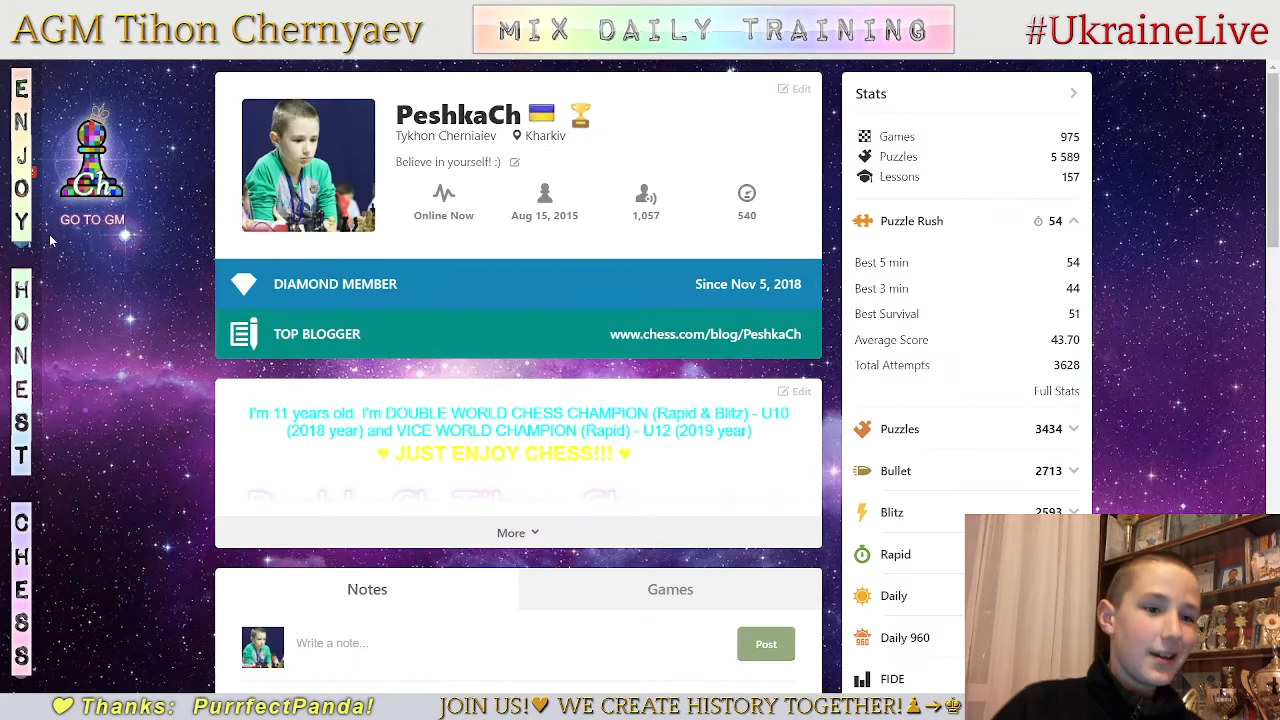 AGM Tihon Chernyaev
MIX DAILY TRAINING
#UkraineLive
ENJOY
HONEST
CHESS
Ch
GO TO GM
Edit
PeshkaCh
Tykhon Cherniaiev
Kharkiv
Believe in yourself! :)
Online Now
Aug 15, 2015
1,057
540
DIAMOND MEMBER
Since Nov 5, 2018
TOP BLOGGER
www.chess.com/blog/PeshkaCh
Edit
I'm 11 years old. I'm DOUBLE WORLD CHESS CHAMPION (Rapid & Blitz) - U10
(2018 year) and VICE WORLD CHAMPION (Rapid) - U12 (2019 year)
♥ JUST ENJOY CHESS!!! ♥
More
Notes
Games
Write a note...
Post
Stats
Games 975
Puzzles 5 589
Lessons 157
Puzzle Rush 54
Best 5 min 54
Best 3 min 44
Best Survival 51
Average Score 43.70
Total Attempts 3628
Full Stats
Puzzles 3434
Bullet 2713
Blitz 2593
Rapid
Daily
960 Daily 960
FIDE
💛 Thanks: PurrfectPanda!
JOIN US!🧡 WE CREATE HISTORY TOGETHER!♟→♚